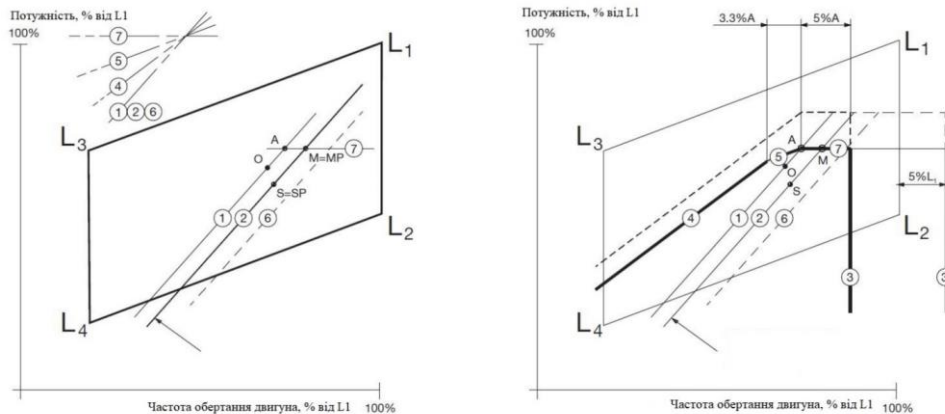 Потужність, % від L1
100%
7
5
4
1 2 6
L1
L3
A
O
M=MP
7
S=SP
1
2
6
L2
L4
Частота обертання двигуна, % від L1
100%
Потужність, % від L1
100%
3.3%A
5%A
L1
L3
A
5
7
O
M
S
5%L1
4
1
2
6
L2
3
3
L4
Частота обертання двигуна, % від L1
100%